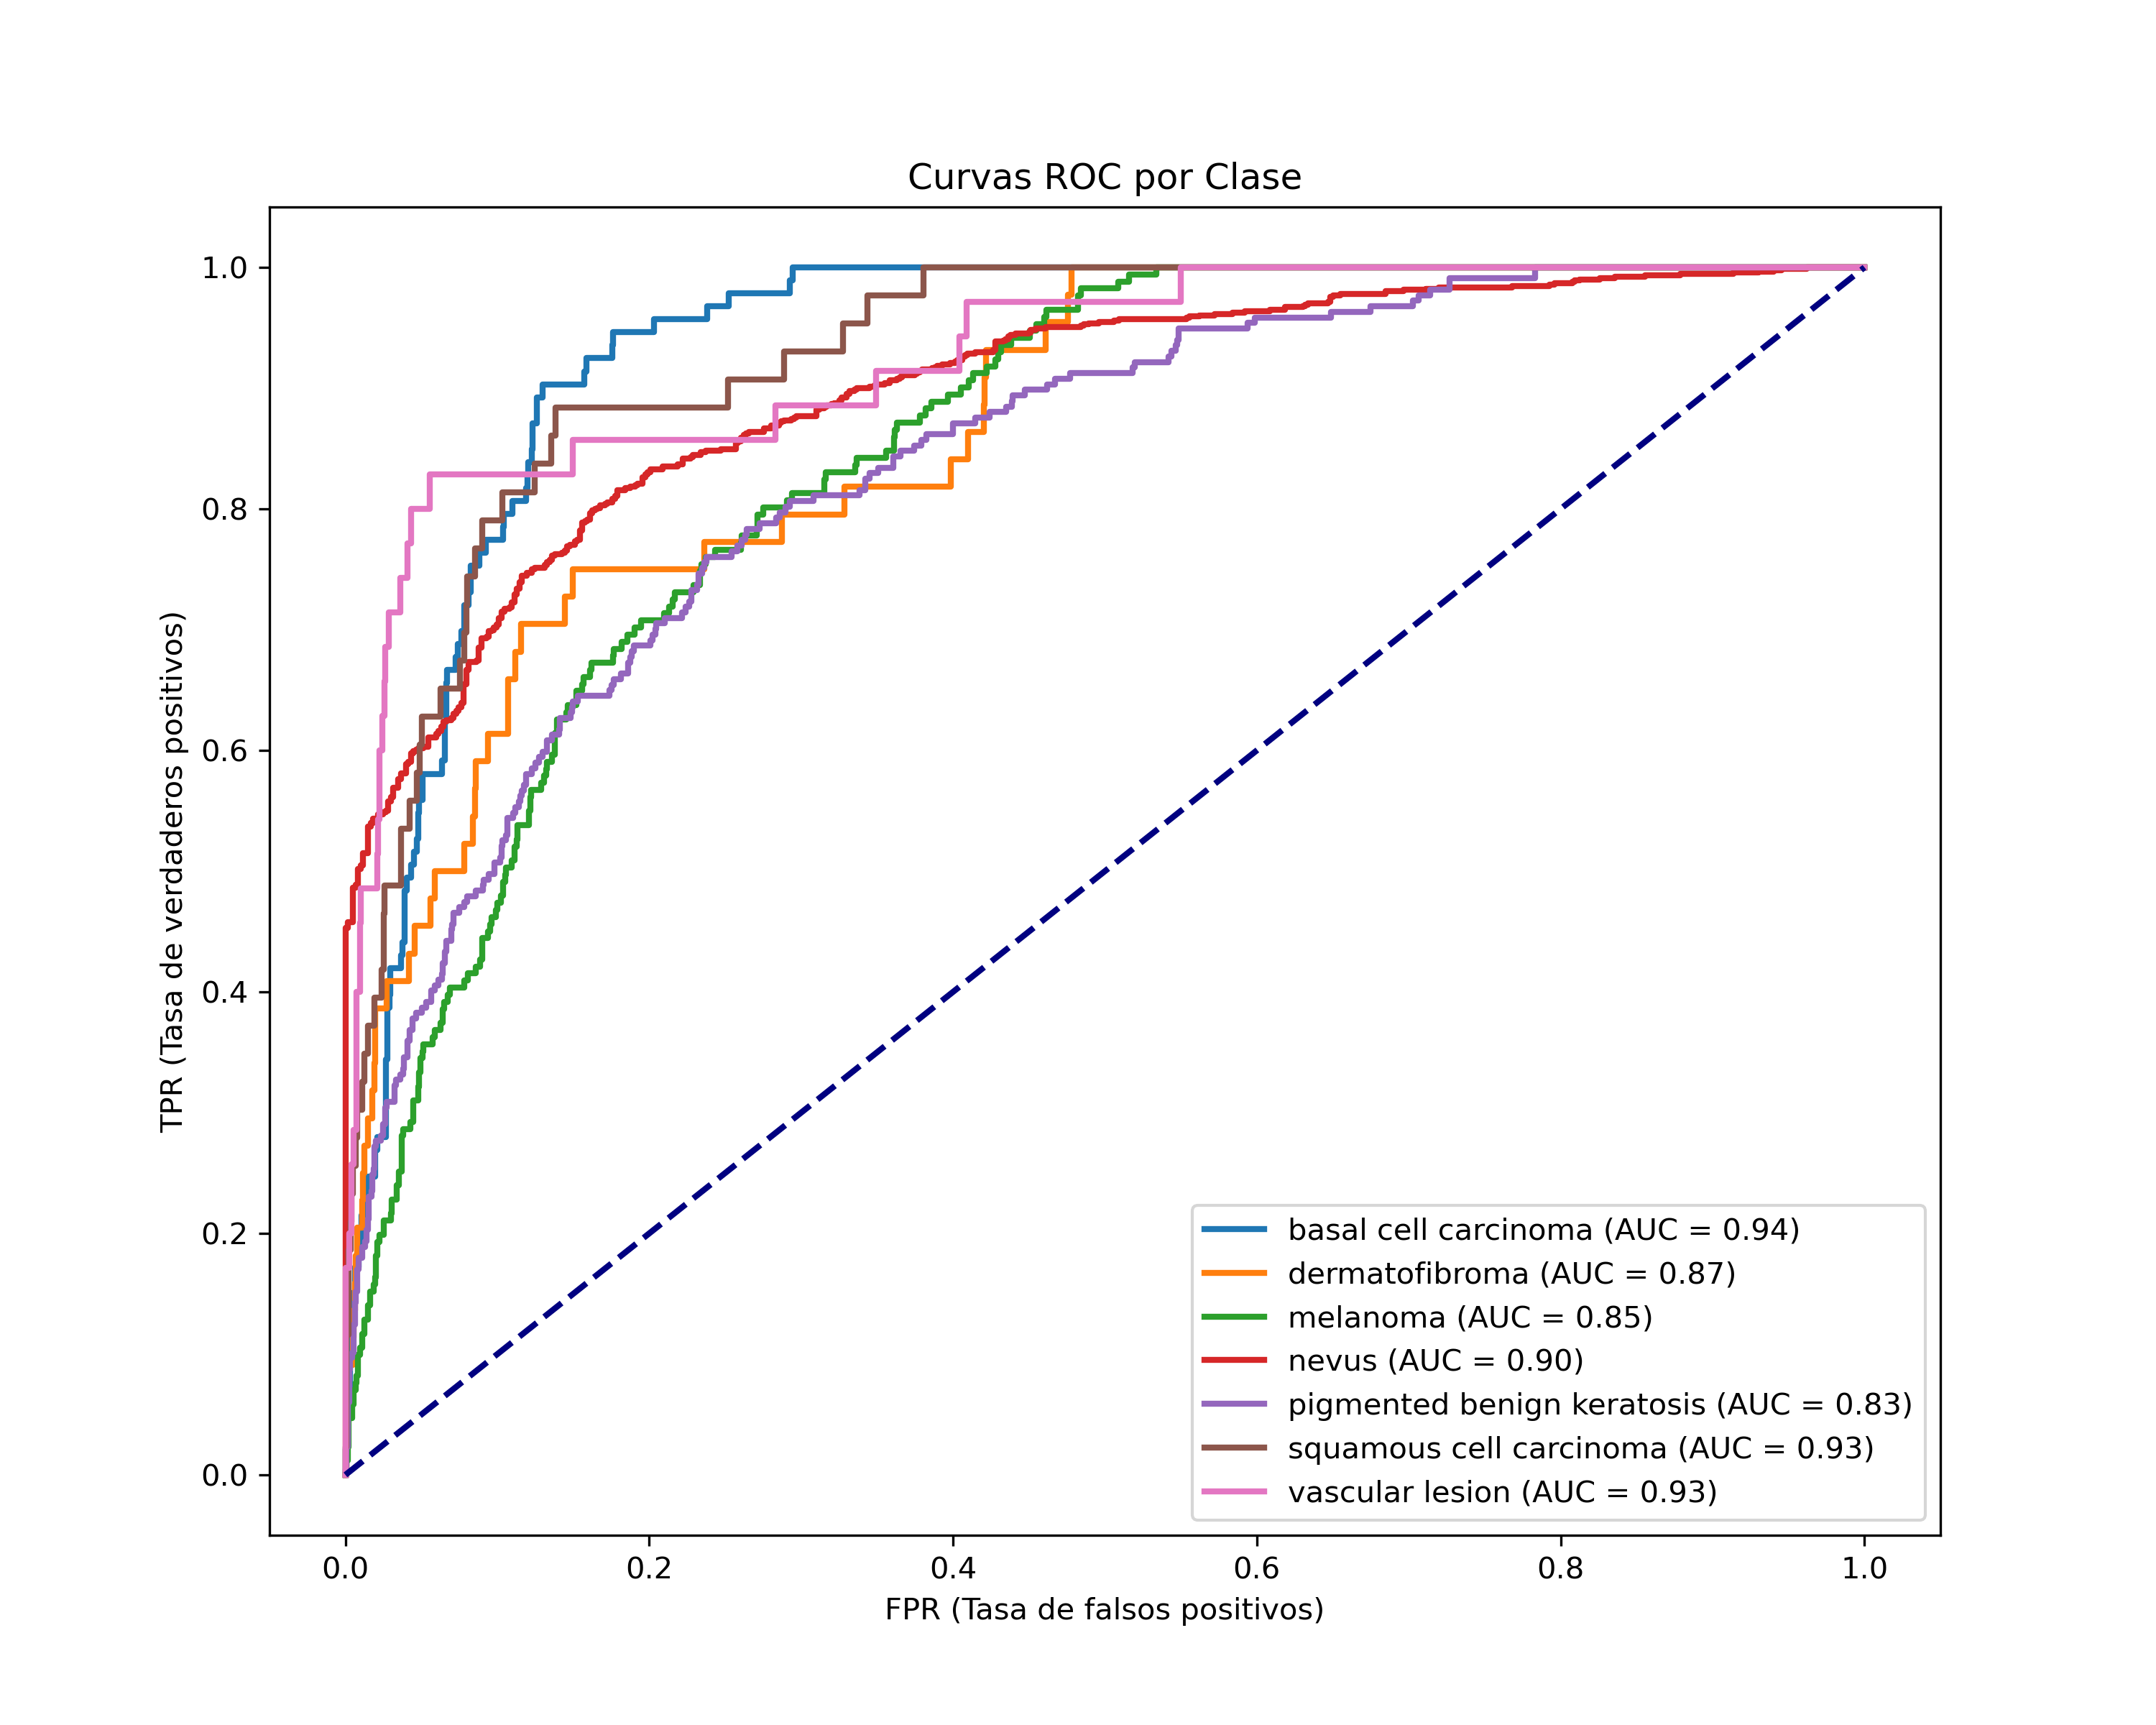 Curvas ROC por Clase
TPR (Tasa de verdaderos positivos)
1.0
0.8
0.6
0.4
0.2
0.0
basal cell carcinoma (AUC = 0.94)
dermatofibroma (AUC = 0.87)
melanoma (AUC = 0.85)
nevus (AUC = 0.90)
pigmented benign keratosis (AUC = 0.83)
squamous cell carcinoma (AUC = 0.93)
vascular lesion (AUC = 0.93)
0.0 0.2 0.4 0.6 0.8 1.0
FPR (Tasa de falsos positivos)